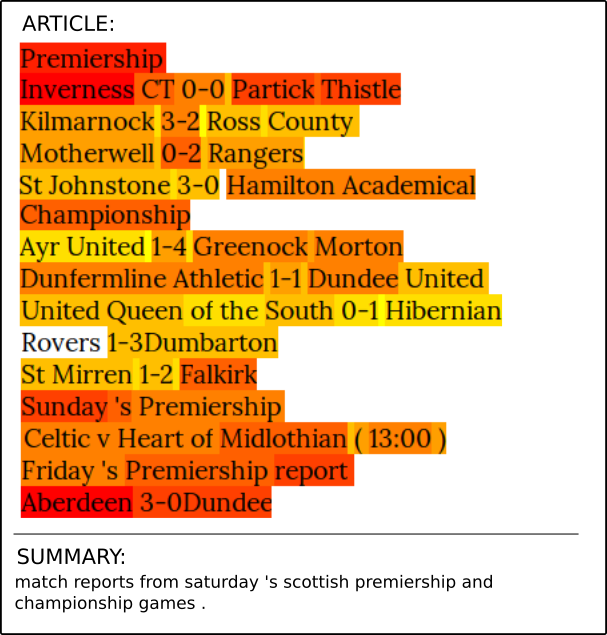 ARTICLE:
Premiership
Inverness CT 0-0 Partick Thistle
Kilmarnock 3-2 Ross County
Motherwell 0-2 Rangers
St Johnstone 3-0 Hamilton Academical
Championship
Ayr United 1-4 Greenock Morton
Dunfermline Athletic 1-1 Dundee United
United Queen of the South 0-1 Hibernian
Rovers 1-3Dumbarton
St Mirren 1-2 Falkirk
Sunday 's Premiership
Celtic v Heart of Midlothian ( 13:00 )
Friday 's Premiership report
Aberdeen 3-0Dundee
SUMMARY:
match reports from saturday 's scottish premiership and
championship games .